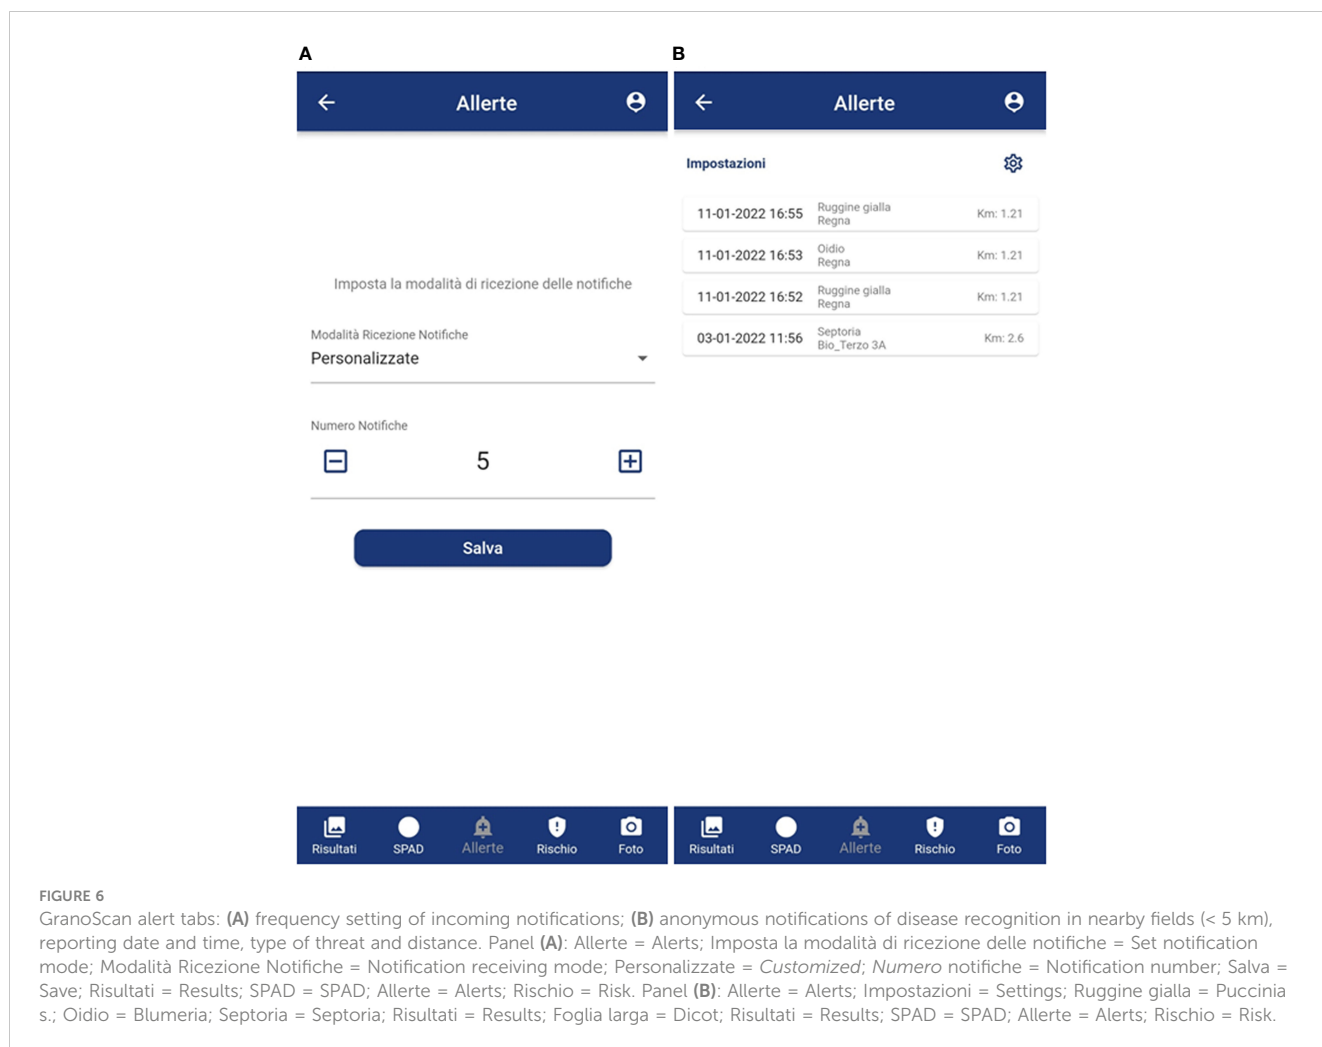 A
B
Allerte
Allerte
Imposta la modalità di ricezione delle notifiche
Modalità Ricezione Notifiche
Personalizzate
Numero Notifiche
5
Salva
Risultati SPAD Allerte Rischio Foto
Impostazioni
11-01-2022 16:55 Ruggine gialla Km: 1.21
Regna
11-01-2022 16:53 Oidio Km: 1.21
Regna
11-01-2022 16:52 Ruggine gialla Km: 1.21
Regna
03-01-2022 11:56 Septoria Km: 2.6
Bio_Terzo 3A
Risultati SPAD Allerte Rischio Foto
FIGURE 6
GranoScan alert tabs: (A) frequency setting of incoming notifications; (B) anonymous notifications of disease recognition in nearby fields (< 5 km),
reporting date and time, type of threat and distance. Panel (A): Allerte = Alerts; Imposta la modalità di ricezione delle notifiche = Set notification
mode; Modalità Ricezione Notifiche = Notification receiving mode; Personalizzate = Customized; Numero notifiche = Notification number; Salva =
Save; Risultati = Results; SPAD = SPAD; Allerte = Alerts; Rischio = Risk. Panel (B): Allerte = Alerts; Impostazioni = Settings; Ruggine gialla = Puccinia
s.; Oidio = Blumeria; Septoria = Septoria; Risultati = Results; Foglia larga = Dicot; Risultati = Results; SPAD = SPAD; Allerte = Alerts; Rischio = Risk.